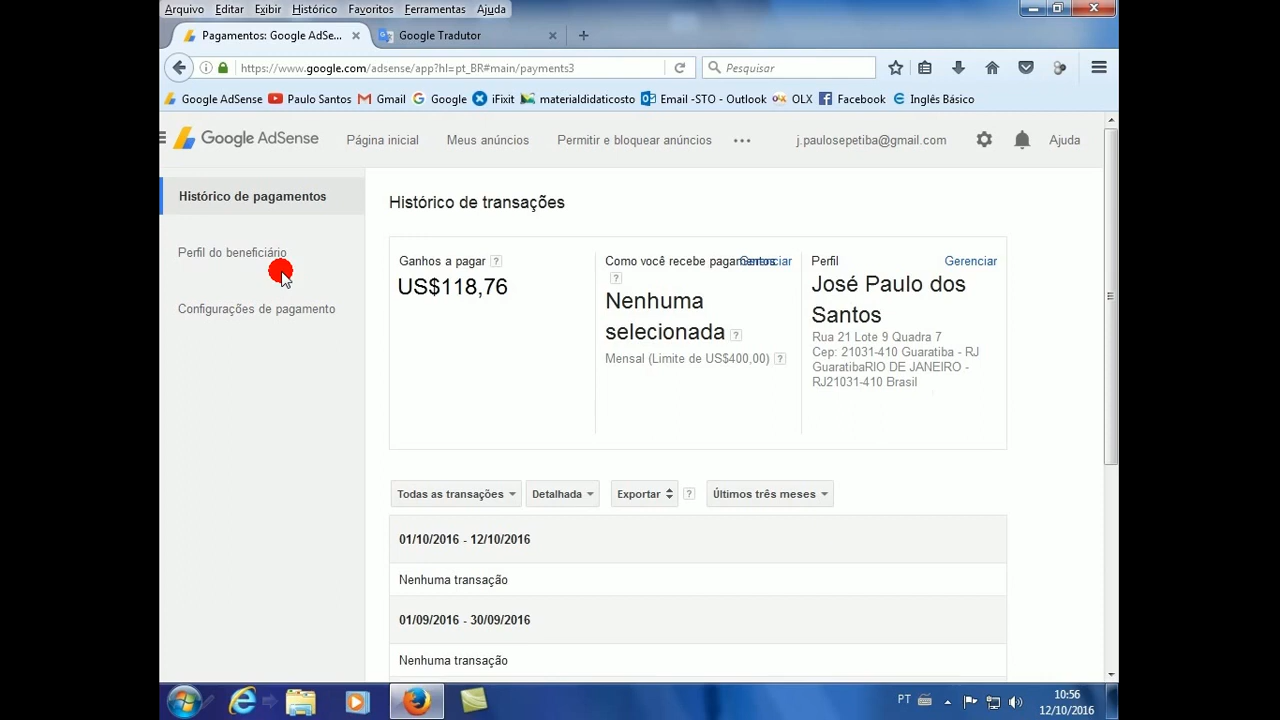 Arquivo Editar Exibir Histórico Favoritos Ferramentas Ajuda
Pagamentos: Google AdSe... Google Tradutor
https://www.google.com/adsense/app?hl=pt_BR#main/payments3 Pesquisar
Google AdSense Paulo Santos Gmail Google iFixit materialdidaticosto Email -STO - Outlook OLX Facebook Inglês Básico
Google AdSense Página inicial Meus anúncios Permitir e bloquear anúncios ••• j.paulosepetiba@gmail.com Ajuda
Histórico de pagamentos
Perfil do beneficiário
Configurações de pagamento
Histórico de transações
Ganhos a pagar ?
US$118,76
Como você recebe pagamentos Gerenciar
?
Nenhuma
selecionada ?
Mensal (Limite de US$400,00) ?
Perfil Gerenciar
José Paulo dos
Santos
Rua 21 Lote 9 Quadra 7
Cep: 21031-410 Guaratiba - RJ
GuaratibaRIO DE JANEIRO -
RJ21031-410 Brasil
Todas as transações Detalhada Exportar ? Últimos três meses
01/10/2016 - 12/10/2016
Nenhuma transação
01/09/2016 - 30/09/2016
Nenhuma transação
PT 10:56
12/10/2016